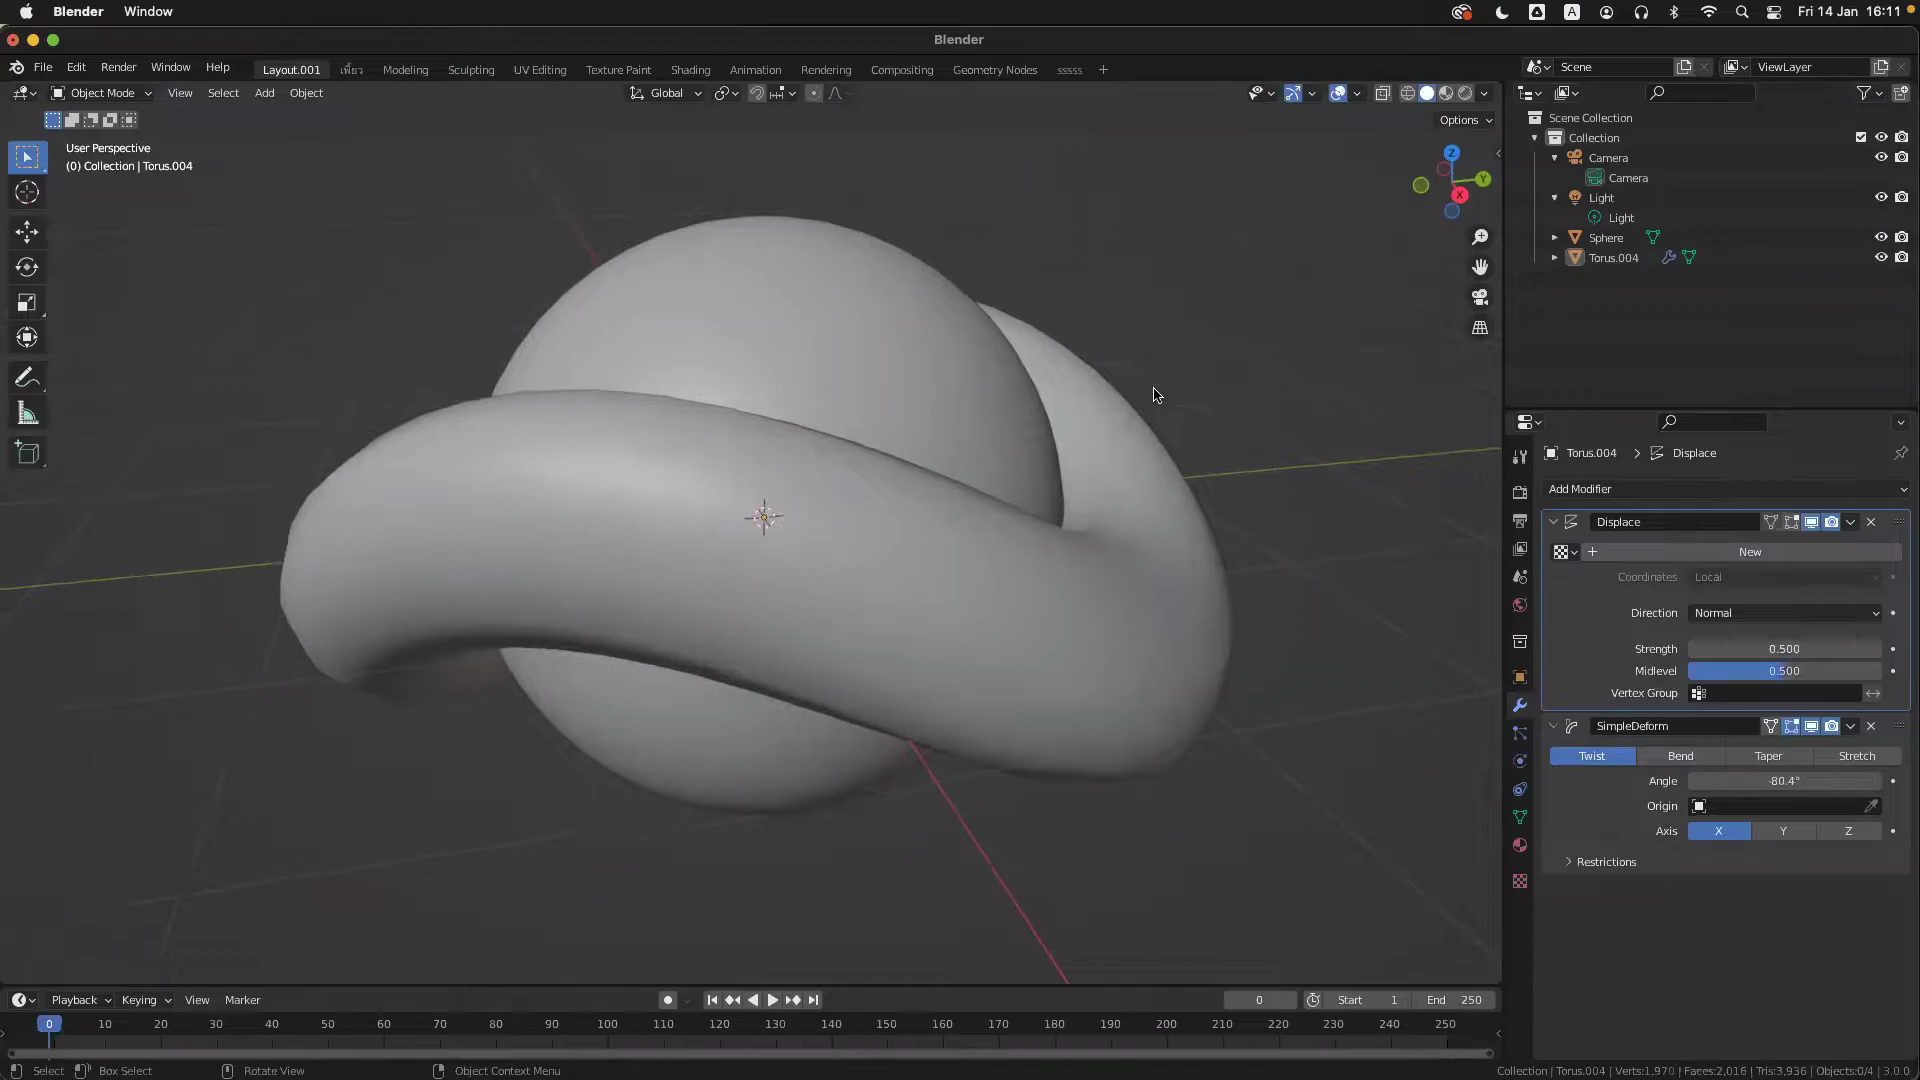 Blender Window Fri 14 Jan 16:11
Blender
File Edit Render Window Help Layout.001 เพี้ยว Modeling Sculpting UV Editing Texture Paint Shading Animation Rendering Compositing Geometry Nodes sssss + Scene ViewLayer
Object Mode View Select Add Object Global
Options
User Perspective
(0) Collection | Torus.004
Z
Y
X
Scene Collection
Collection
Camera
Camera
Light
Light
Sphere
Torus.004
Torus.004 > Displace
Add Modifier
Displace
+ New
Coordinates Local
Direction Normal
Strength 0.500
Midlevel 0.500
Vertex Group
SimpleDeform
Twist Bend Taper Stretch
Angle -80.4°
Origin
Axis X Y Z
> Restrictions
Playback Keying View Marker 0 Start 1 End 250
0 10 20 30 40 50 60 70 80 90 100 110 120 130 140 150 160 170 180 190 200 210 220 230 240 250
Select Box Select Rotate View Object Context Menu Collection | Torus.004 | Verts:1,970 | Faces:2,016 | Tris:3,936 | Objects:0/4 | 3.0.0